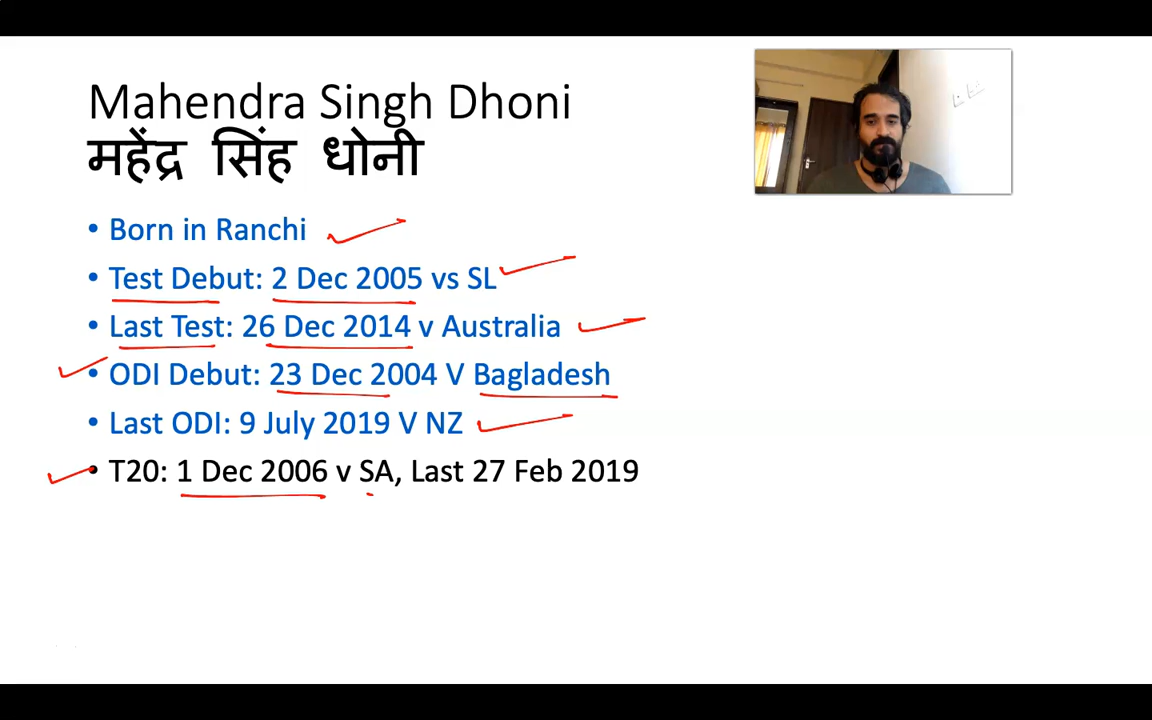 Mahendra Singh Dhoni
महेंद्र सिंह धोनी
• Born in Ranchi
• Test Debut: 2 Dec 2005 vs SL
• Last Test: 26 Dec 2014 v Australia
• ODI Debut: 23 Dec 2004 V Bagladesh
• Last ODI: 9 July 2019 V NZ
• T20: 1 Dec 2006 v SA, Last 27 Feb 2019